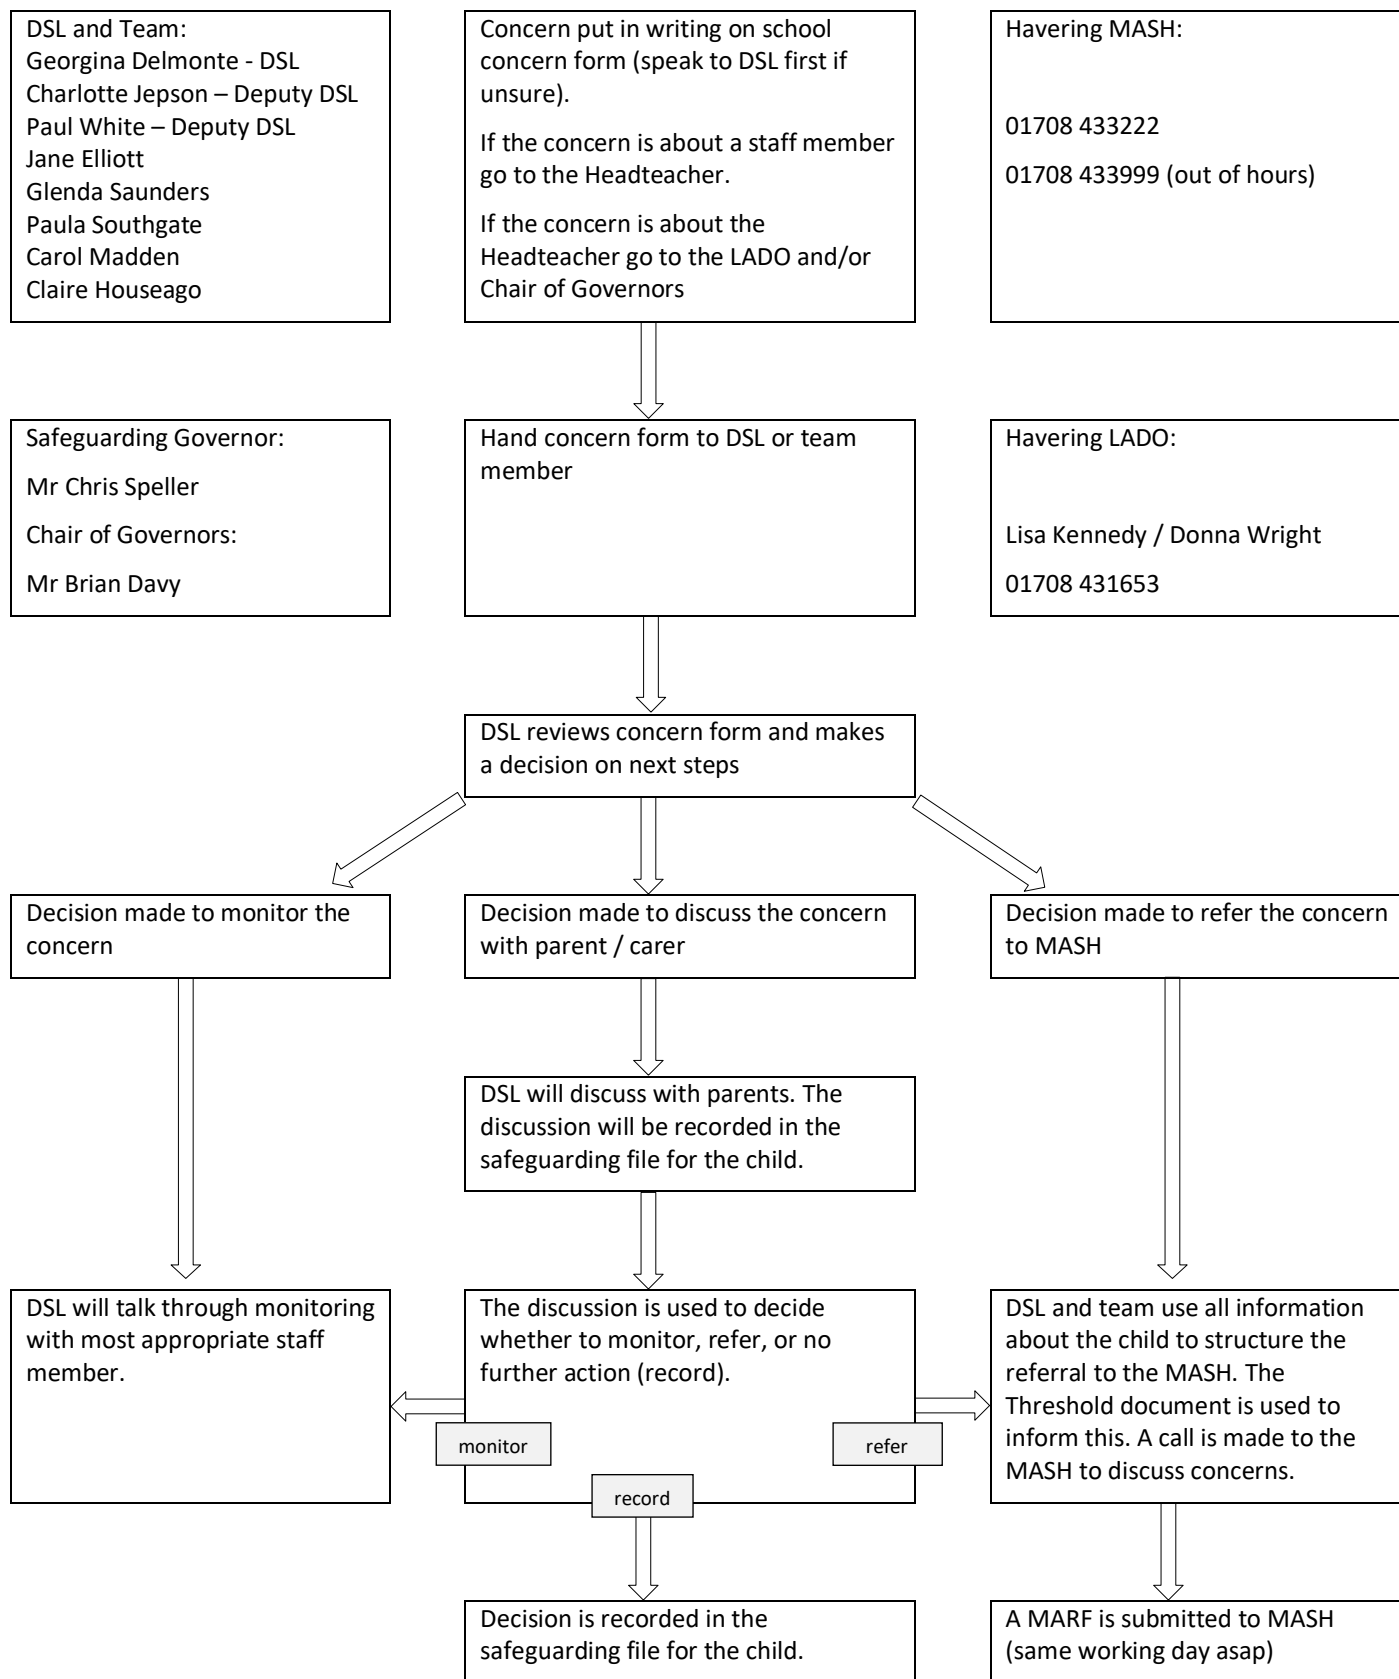 DSL and Team:
Georgina Delmonte - DSL
Charlotte Jepson – Deputy DSL
Paul White – Deputy DSL
Jane Elliott
Glenda Saunders
Paula Southgate
Carol Madden
Claire Houseago
Concern put in writing on school
concern form (speak to DSL first if
unsure).
If the concern is about a staff member
go to the Headteacher.
If the concern is about the
Headteacher go to the LADO and/or
Chair of Governors
Havering MASH:
01708 433222
01708 433999 (out of hours)
Safeguarding Governor:
Mr Chris Speller
Chair of Governors:
Mr Brian Davy
Hand concern form to DSL or team
member
Havering LADO:
Lisa Kennedy / Donna Wright
01708 431653
DSL reviews concern form and makes
a decision on next steps
Decision made to monitor the
concern
Decision made to discuss the concern
with parent / carer
Decision made to refer the concern
to MASH
DSL will discuss with parents. The
discussion will be recorded in the
safeguarding file for the child.
DSL will talk through monitoring
with most appropriate staff
member.
The discussion is used to decide
whether to monitor, refer, or no
further action (record).
monitor
refer
record
DSL and team use all information
about the child to structure the
referral to the MASH. The
Threshold document is used to
inform this. A call is made to the
MASH to discuss concerns.
Decision is recorded in the
safeguarding file for the child.
A MARF is submitted to MASH
(same working day asap)